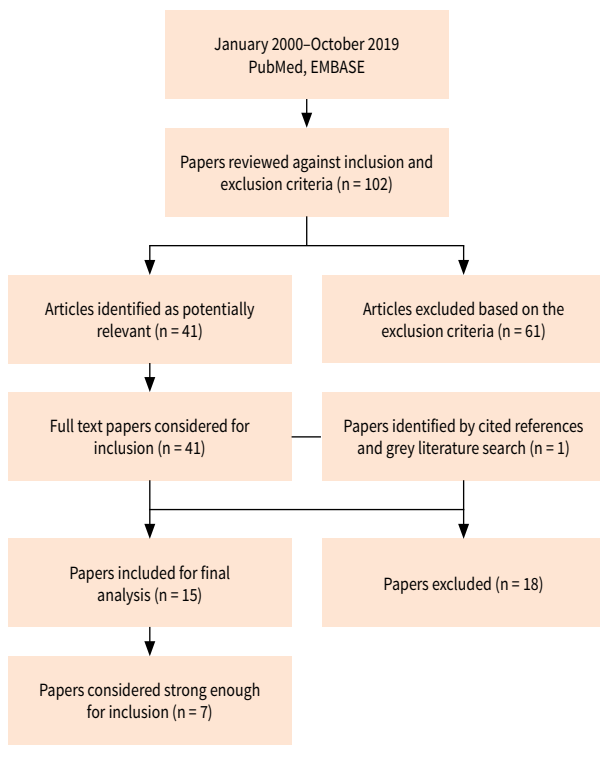 January 2000–October 2019
PubMed, EMBASE
Papers reviewed against inclusion and
exclusion criteria (n = 102)
Articles identified as potentially
relevant (n = 41)
Articles excluded based on the
exclusion criteria (n = 61)
Full text papers considered for
inclusion (n = 41)
Papers identified by cited references
and grey literature search (n = 1)
Papers included for final
analysis (n = 15)
Papers excluded (n = 18)
Papers considered strong enough
for inclusion (n = 7)